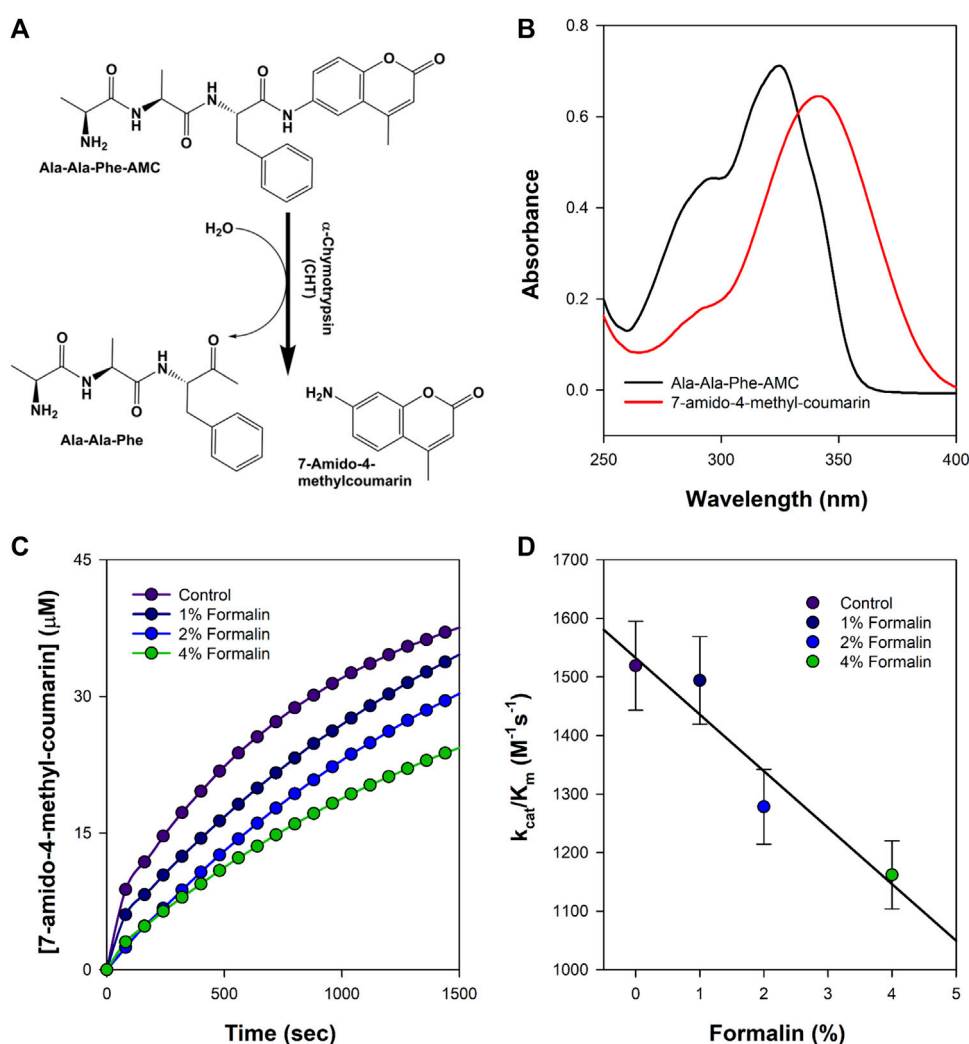 A
O
H
N
O
N
H
O
N
H
O
O
NH2
Ala-Ala-Phe-AMC
H2O
α-Chymotrypsin
(CHT)
O
H
N
O
N
H
O
NH2
Ala-Ala-Phe
H2N
O
O
7-Amido-4-
methylcoumarin
B
0.8
0.6
0.4
0.2
0.0
Absorbance
Ala-Ala-Phe-AMC
7-amido-4-methyl-coumarin
250 300 350 400
Wavelength (nm)
C
45
30
15
0
[7-amido-4-methyl-coumarin] (μM)
Control
1% Formalin
2% Formalin
4% Formalin
0 500 1000 1500
Time (sec)
D
1700
1600
1500
1400
1300
1200
1100
1000
kcat/Km (M-1s-1)
Control
1% Formalin
2% Formalin
4% Formalin
0 1 2 3 4 5
Formalin (%)